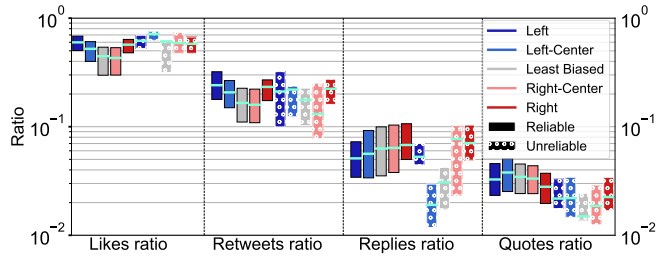 10^0
10^-1
10^-2
Ratio
Likes ratio
Retweets ratio
Replies ratio
Quotes ratio
Left
Left-Center
Least Biased
Right-Center
Right
Reliable
Unreliable
10^0
10^-1
10^-2